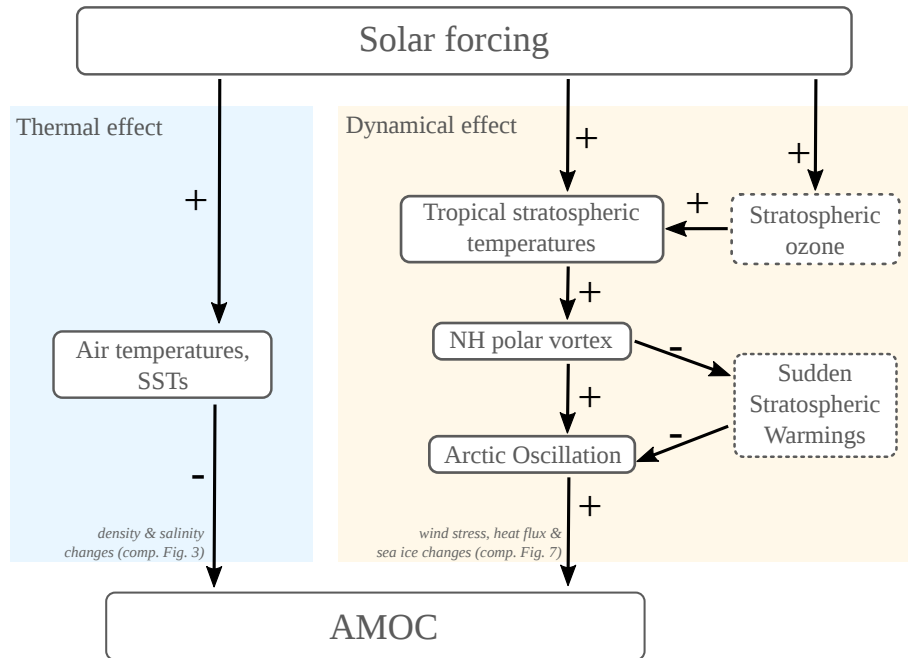 Solar forcing
Thermal effect
Dynamical effect
+
+
+
Tropical stratospheric
temperatures
+
Stratospheric
ozone
+
Air temperatures,
SSTs
NH polar vortex
-
+
Sudden
Stratospheric
Warmings
-
Arctic Oscillation
-
+
density & salinity
changes (comp. Fig. 3)
wind stress, heat flux &
sea ice changes (comp. Fig. 7)
AMOC